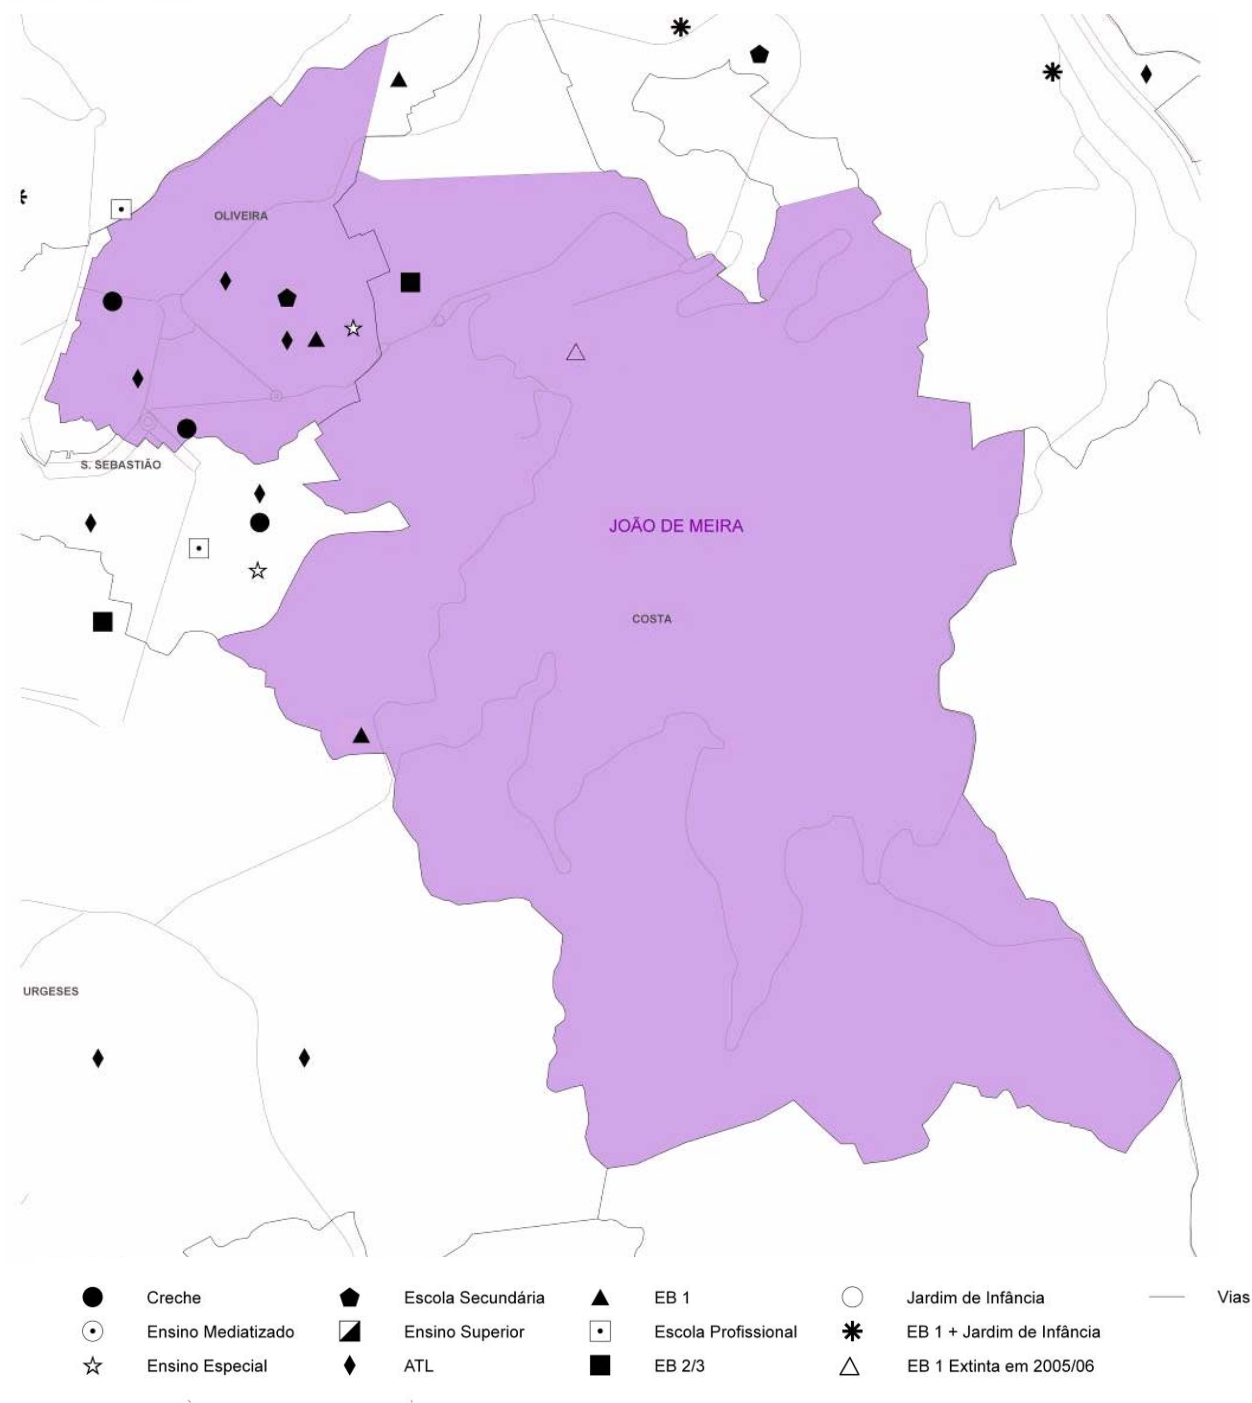 OLIVEIRA
S. SEBASTIÃO
JOÃO DE MEIRA
COSTA
URGESES
Creche
Escola Secundária
EB 1
Jardim de Infância
Vias
Ensino Mediatizado
Ensino Superior
Escola Profissional
EB 1 + Jardim de Infância
Ensino Especial
ATL
EB 2/3
EB 1 Extinta em 2005/06